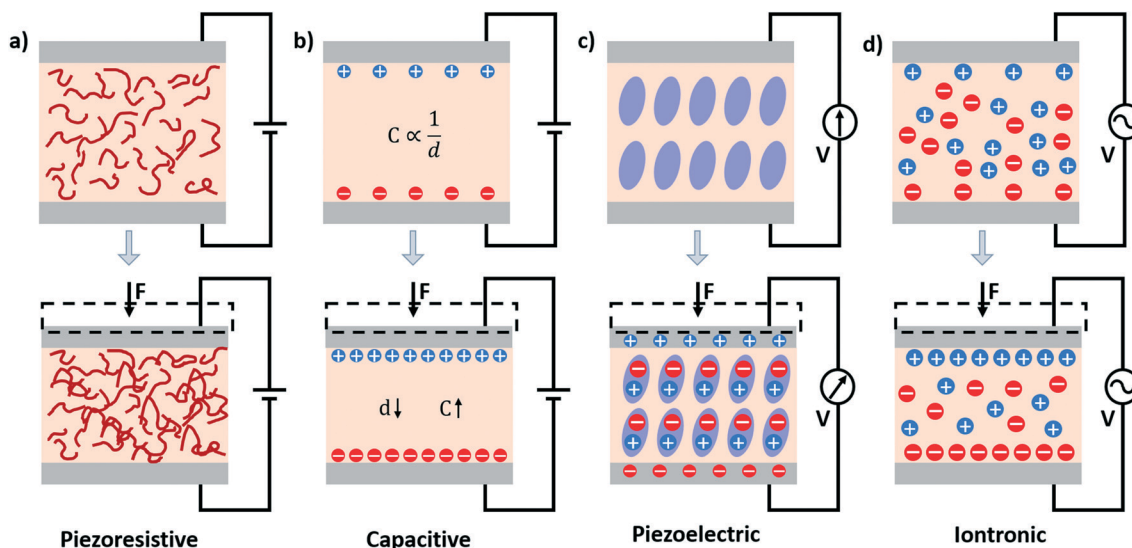 a)
b)
c)
d)
C ∝ 1/d
V
V
F
F
F
F
d↓ C↑
V
V
Piezoresistive
Capacitive
Piezoelectric
Iontronic